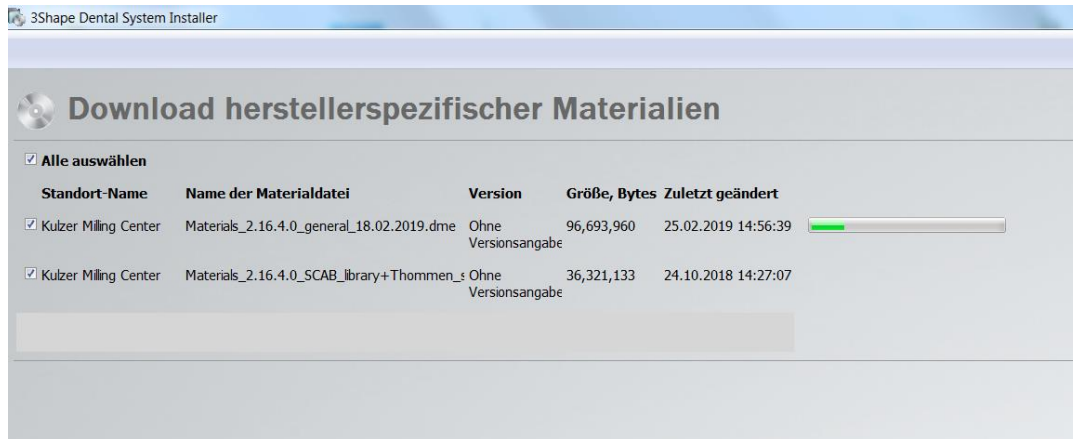 3Shape Dental System Installer
Download herstellerspezifischer Materialien
Alle auswählen
Standort-Name Name der Materialdatei Version Größe, Bytes Zuletzt geändert
Kulzer Milling Center Materials_2.16.4.0_general_18.02.2019.dme Ohne 96,693,960 25.02.2019 14:56:39
Versionsangabe
Kulzer Milling Center Materials_2.16.4.0_SCAB_library+Thommen_s Ohne 36,321,133 24.10.2018 14:27:07
Versionsangabe